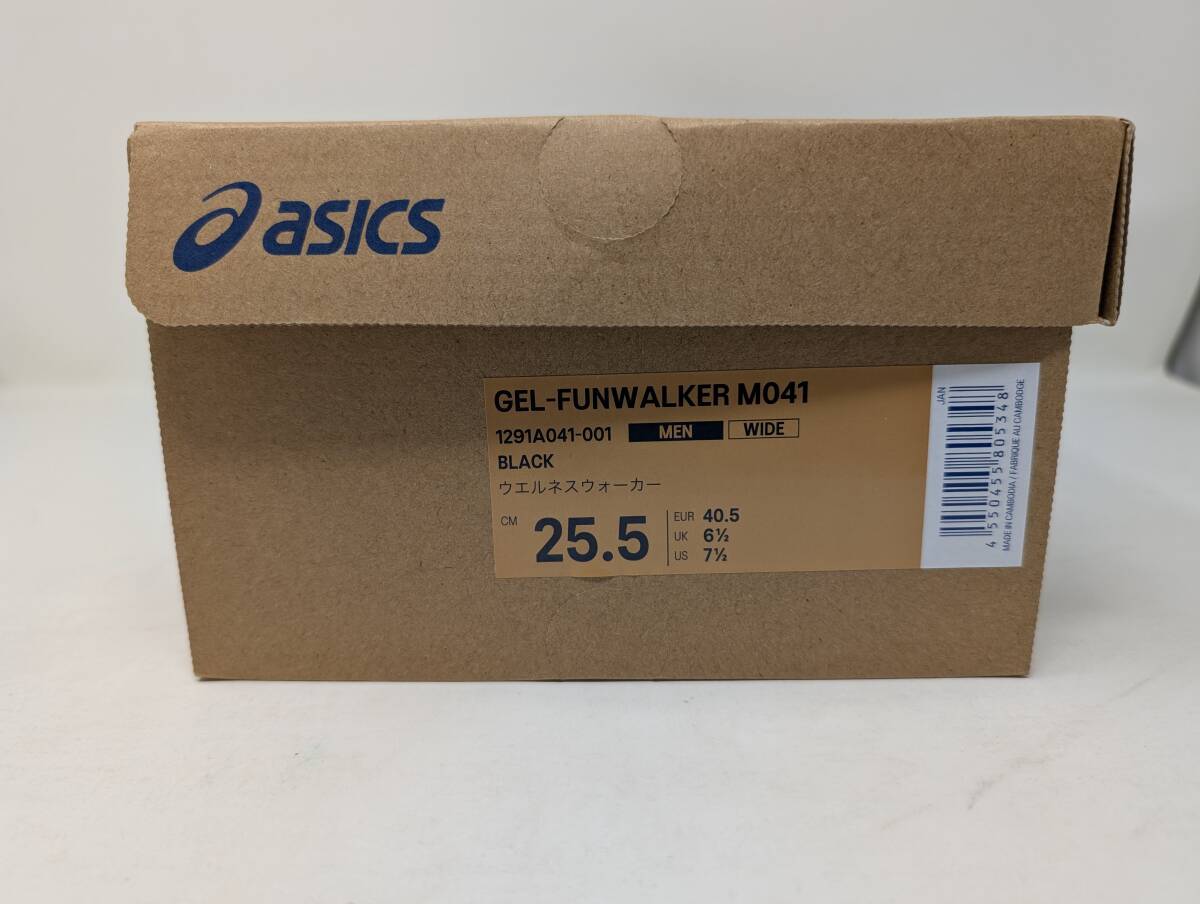 asics
GEL-FUNWALKER M041
1291A041-001 MEN WIDE
BLACK
ウエルネスウォーカー
CM 25.5
EUR 40.5
UK 6½
US 7½
JAN
4550455805348
MADE IN CAMBODIA / FABRIQUE AU CAMBODGE